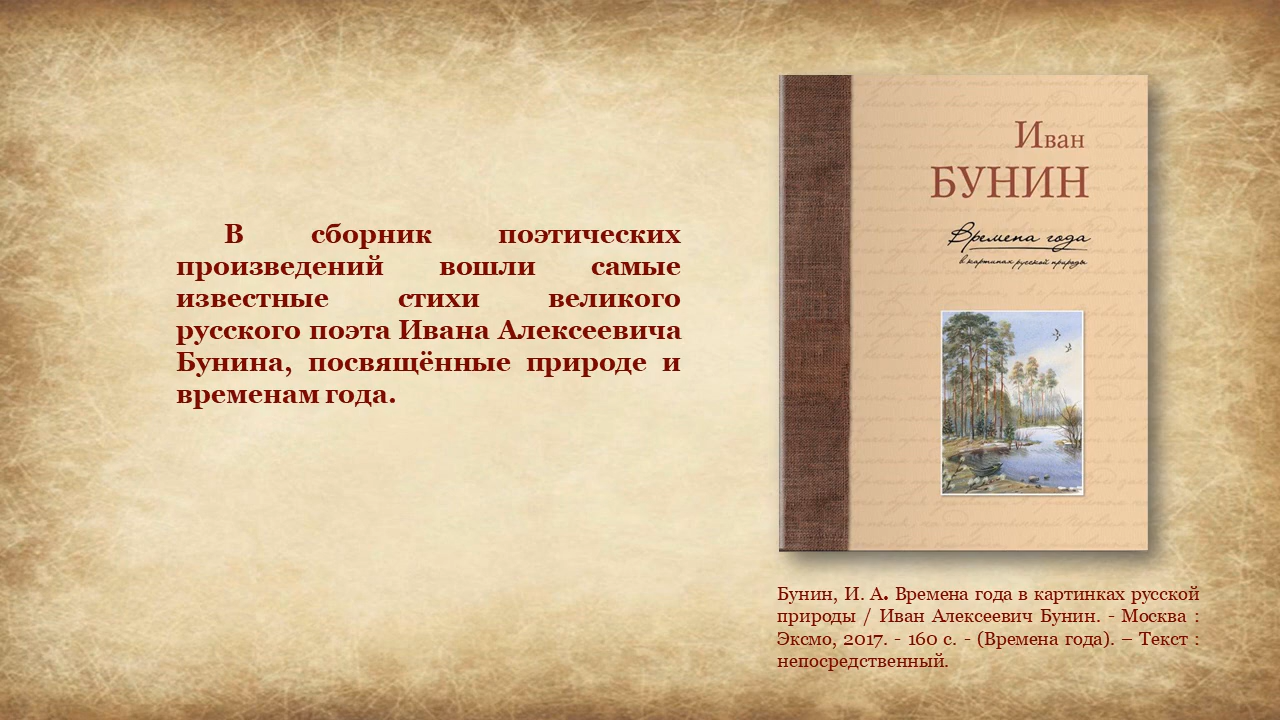 В сборник поэтических
произведений вошли самые
известные стихи великого
русского поэта Ивана Алексеевича
Бунина, посвящённые природе и
временам года.
Иван
БУНИН
Времена года
в картинах русской природы
Бунин, И. А. Времена года в картинках русской
природы / Иван Алексеевич Бунин. - Москва :
Эксмо, 2017. - 160 с. - (Времена года). – Текст :
непосредственный.